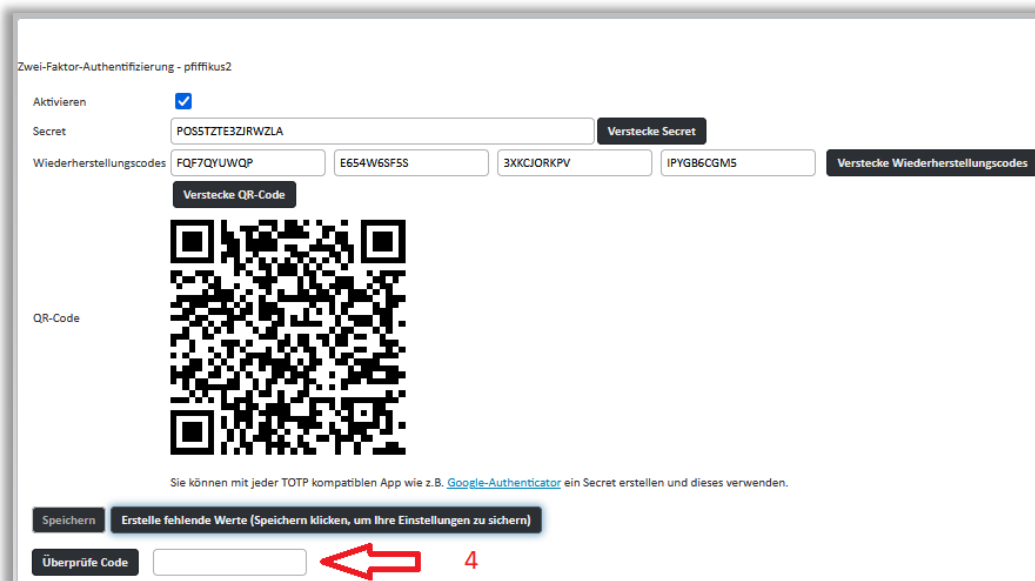 Zwei-Faktor-Authentifizierung - pfiffikus2
Aktivieren
Secret POS5TZTE3ZJRWZLA Verstecke Secret
Wiederherstellungscodes FQF7QYUWQP E654W6SF5S 3XKCJORKPV IPYGB6CGM5 Verstecke Wiederherstellungscodes
Verstecke QR-Code
QR-Code
Sie können mit jeder TOTP kompatiblen App wie z.B. Google-Authenticator ein Secret erstellen und dieses verwenden.
Speichern Erstelle fehlende Werte (Speichern klicken, um Ihre Einstellungen zu sichern)
Überprüfe Code 4